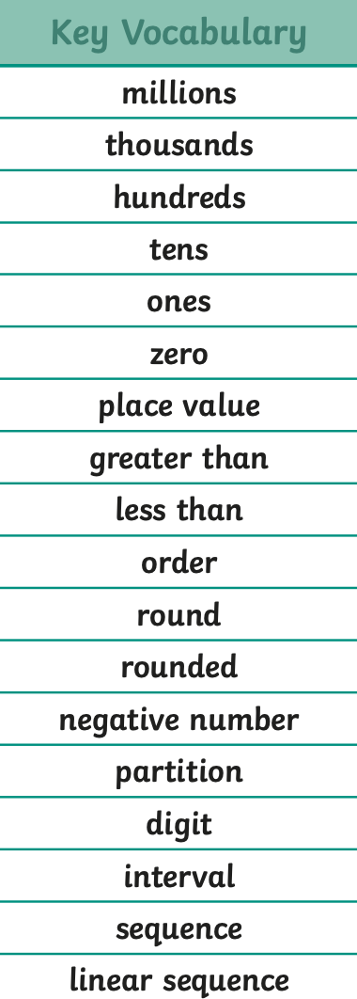 Key Vocabulary
millions
thousands
hundreds
tens
ones
zero
place value
greater than
less than
order
round
rounded
negative number
partition
digit
interval
sequence
linear sequence